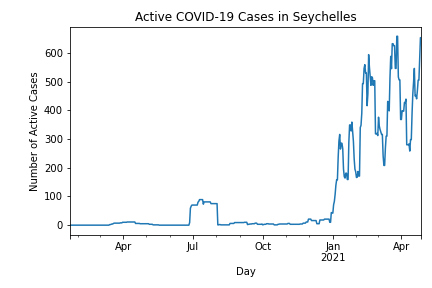 Active COVID-19 Cases in Seychelles
Number of Active Cases
600
500
400
300
200
100
0
Apr
Jul
Oct
Jan
2021
Apr
Day